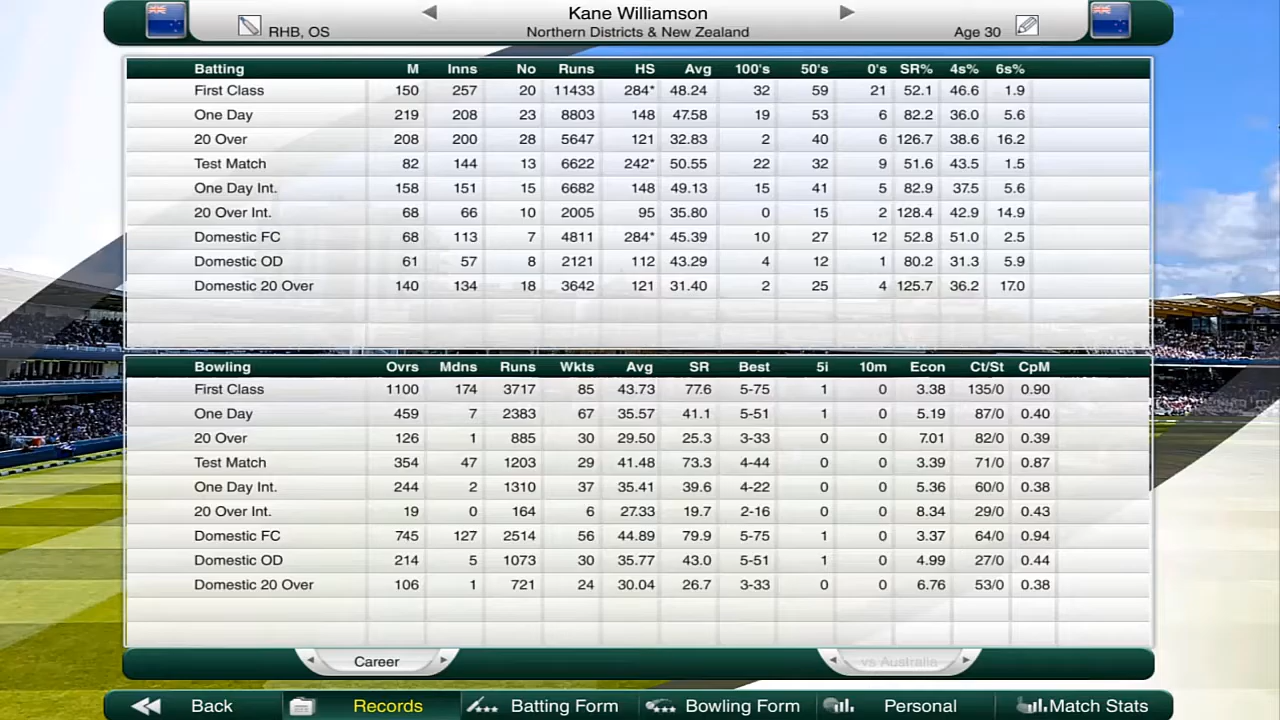 Kane Williamson
RHB, OS Northern Districts & New Zealand Age 30
Batting M Inns No Runs HS Avg 100's 50's 0's SR% 4s% 6s%
First Class 150 257 20 11433 284* 48.24 32 59 21 52.1 46.6 1.9
One Day 219 208 23 8803 148 47.58 19 53 6 82.2 36.0 5.6
20 Over 208 200 28 5647 121 32.83 2 40 6 126.7 38.6 16.2
Test Match 82 144 13 6622 242* 50.55 22 32 9 51.6 43.5 1.5
One Day Int. 158 151 15 6682 148 49.13 15 41 5 82.9 37.5 5.6
20 Over Int. 68 66 10 2005 95 35.80 0 15 2 128.4 42.9 14.9
Domestic FC 68 113 7 4811 284* 45.39 10 27 12 52.8 51.0 2.5
Domestic OD 61 57 8 2121 112 43.29 4 12 1 80.2 31.3 5.9
Domestic 20 Over 140 134 18 3642 121 31.40 2 25 4 125.7 36.2 17.0
Bowling Ovrs Mdns Runs Wkts Avg SR Best 5i 10m Econ Ct/St CpM
First Class 1100 174 3717 85 43.73 77.6 5-75 1 0 3.38 135/0 0.90
One Day 459 7 2383 67 35.57 41.1 5-51 1 0 5.19 87/0 0.40
20 Over 126 1 885 30 29.50 25.3 3-33 0 0 7.01 82/0 0.39
Test Match 354 47 1203 29 41.48 73.3 4-44 0 0 3.39 71/0 0.87
One Day Int. 244 2 1310 37 35.41 39.6 4-22 0 0 5.36 60/0 0.38
20 Over Int. 19 0 164 6 27.33 19.7 2-16 0 0 8.34 29/0 0.43
Domestic FC 745 127 2514 56 44.89 79.9 5-75 1 0 3.37 64/0 0.94
Domestic OD 214 5 1073 30 35.77 43.0 5-51 1 0 4.99 27/0 0.44
Domestic 20 Over 106 1 721 24 30.04 26.7 3-33 0 0 6.76 53/0 0.38
Career vs Australia
Back Records Batting Form Bowling Form Personal Match Stats